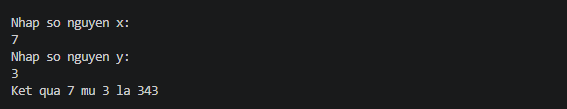 Nhap so nguyen x:
7
Nhap so nguyen y:
3
Ket qua 7 mu 3 la 343